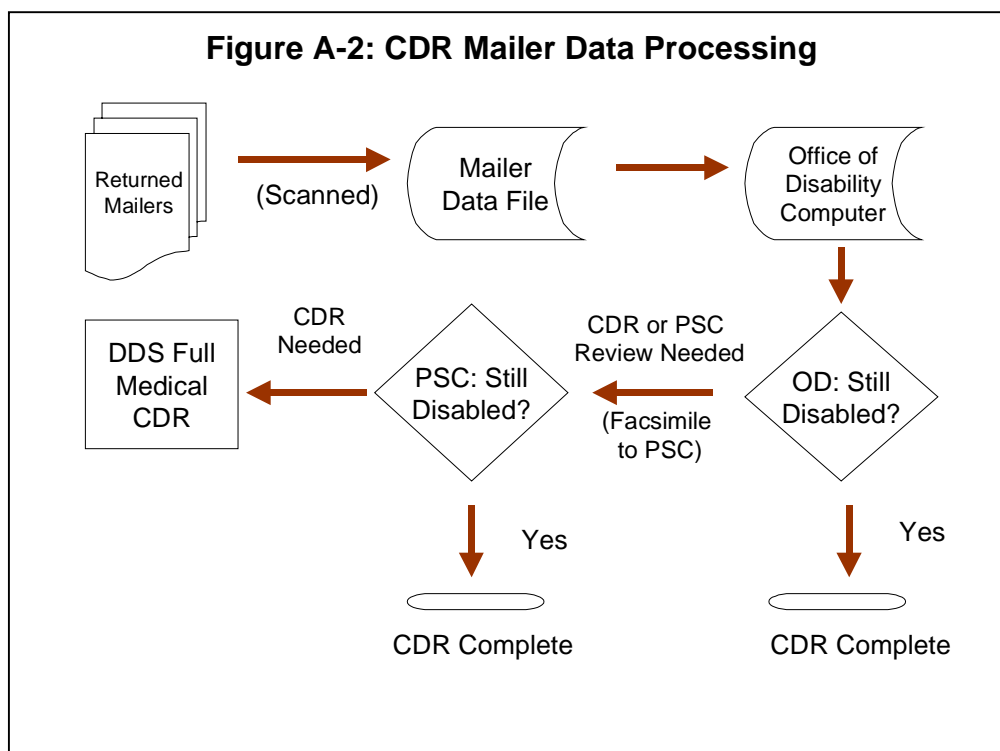 Figure A-2: CDR Mailer Data Processing
Returned
Mailers
(Scanned)
Mailer
Data File
Office of
Disability
Computer
DDS Full
Medical
CDR
CDR
Needed
PSC: Still
Disabled?
CDR or PSC
Review Needed
(Facsimile
to PSC)
OD: Still
Disabled?
Yes
Yes
CDR Complete
CDR Complete